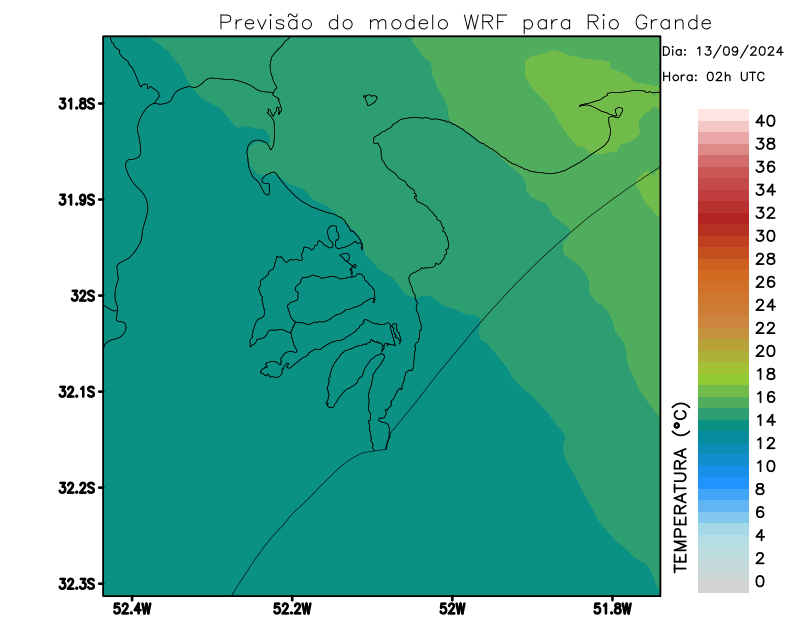 Previsão do modelo WRF para Rio Grande
Dia: 13/09/2024
Hora: 02h UTC
31.8S
31.9S
32S
32.1S
32.2S
32.3S
52.4W
52.2W
52W
51.8W
TEMPERATURA (°C)
40
38
36
34
32
30
28
26
24
22
20
18
16
14
12
10
8
6
4
2
0